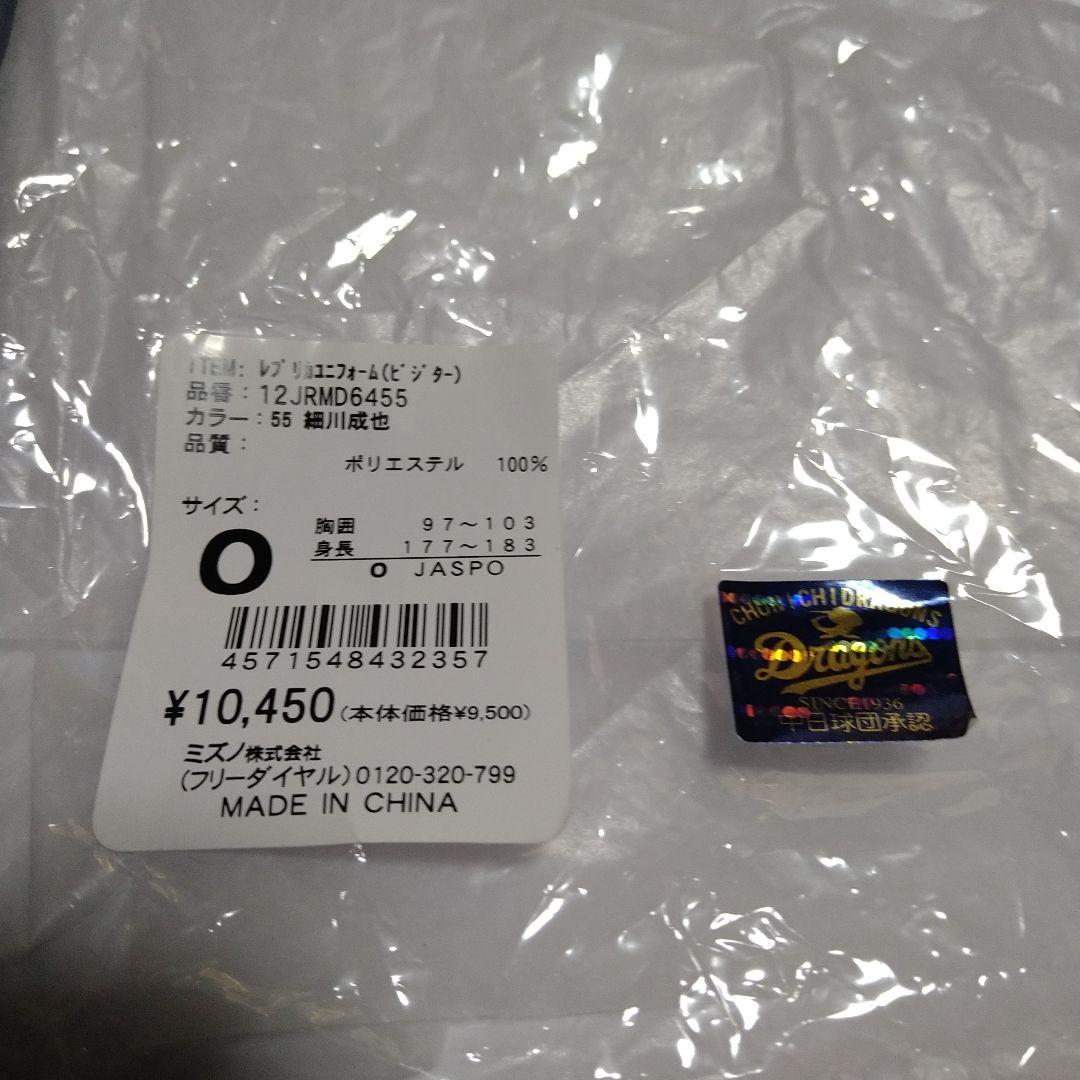 ITEM: ﾚﾌﾟﾘｶﾕﾆﾌｫｰﾑ(ﾋﾞｼﾞﾀｰ)
品番：12JRMD6455
カラー：55 細川成也
品質：
ポリエステル 100%
サイズ：
O
胸囲 97～103
身長 177～183
O JASPO
4571548432357
¥10,450 (本体価格¥9,500)
ミズノ株式会社
(フリーダイヤル)0120-320-799
MADE IN CHINA
CHUNICHI DRAGONS
Dragons
SINCE 1936
中日球団承認